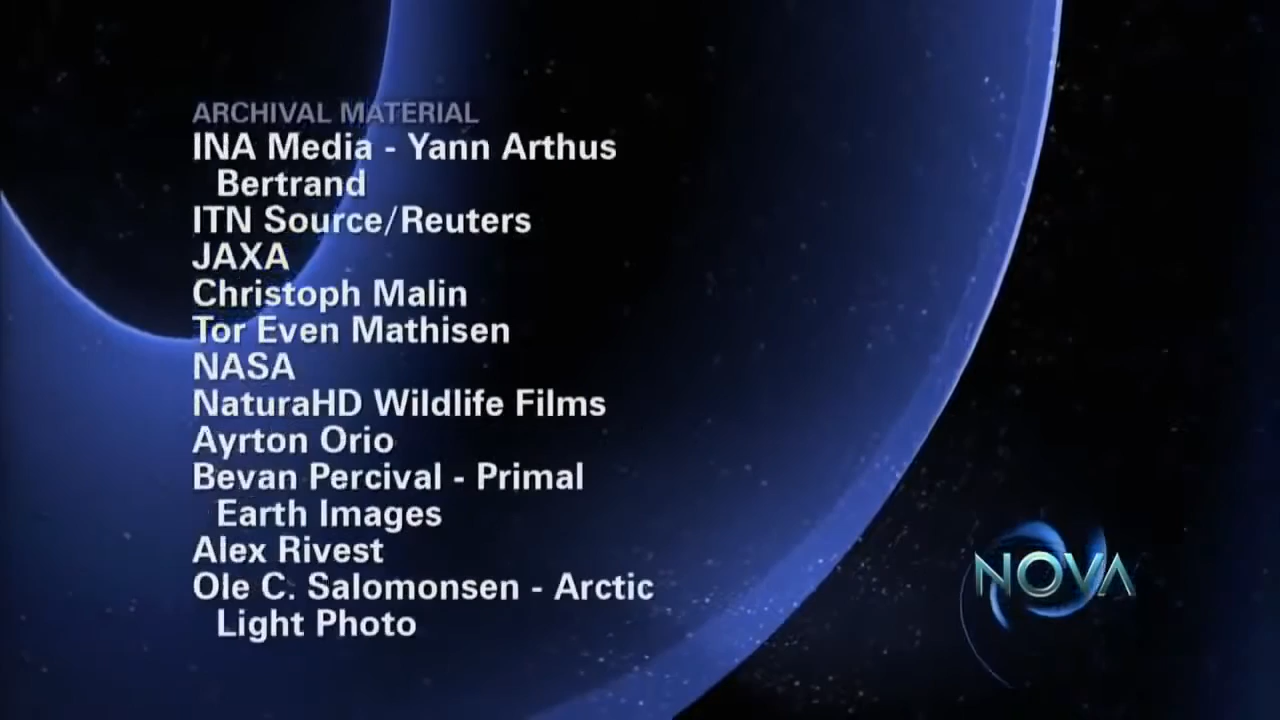 ARCHIVAL MATERIAL
INA Media - Yann Arthus
Bertrand
ITN Source/Reuters
JAXA
Christoph Malin
Tor Even Mathisen
NASA
NaturaHD Wildlife Films
Ayrton Orio
Bevan Percival - Primal
Earth Images
Alex Rivest
Ole C. Salomonsen - Arctic
Light Photo
NOVA